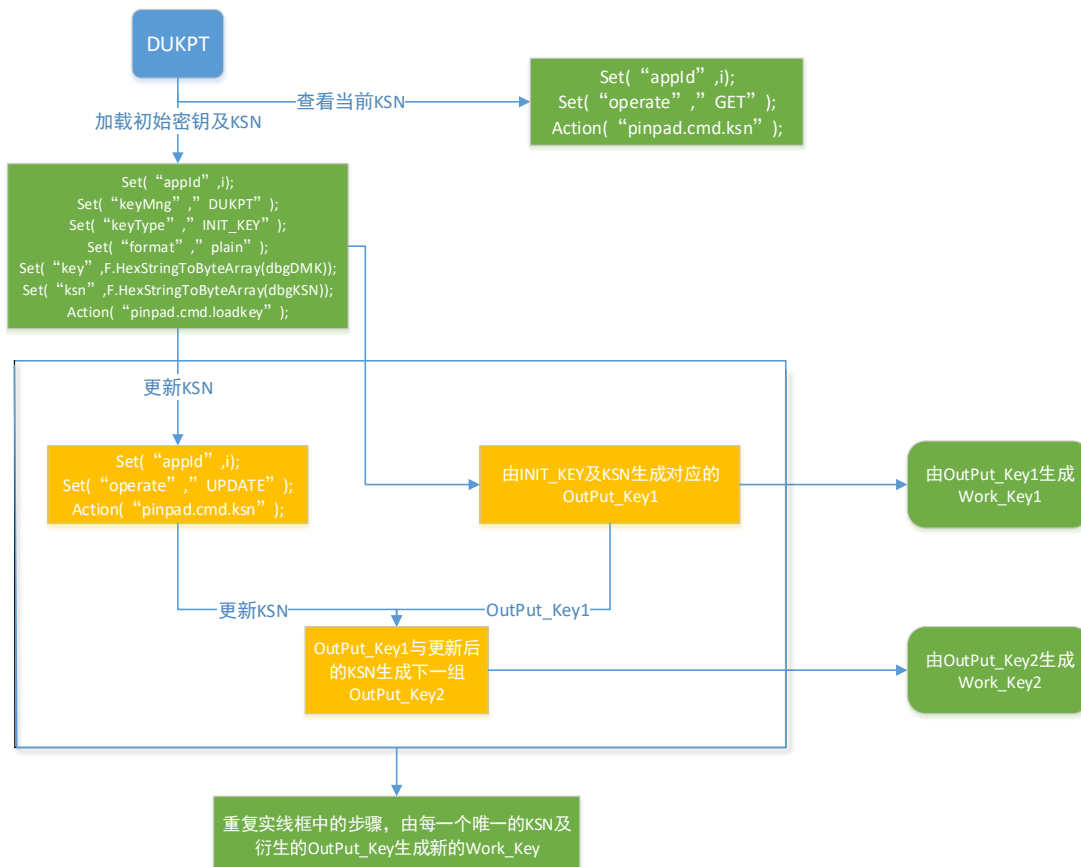 DUKPT
查看当前KSN
Set(“appId”,i);
Set(“operate”,”GET”);
Action(“pinpad.cmd.ksn”);
加载初始密钥及KSN
Set(“appId”,i);
Set(“keyMng”,”DUKPT”);
Set(“keyType”,”INIT_KEY”);
Set(“format”,”plain”);
Set(“key”,F.HexStringToByteArray(dbgDMK));
Set(“ksn”,F.HexStringToByteArray(dbgKSN));
Action(“pinpad.cmd.loadkey”);
更新KSN
Set(“appId”,i);
Set(“operate”,”UPDATE”);
Action(“pinpad.cmd.ksn”);
由INIT_KEY及KSN生成对应的
OutPut_Key1
由OutPut_Key1生成
Work_Key1
更新KSN
OutPut_Key1
OutPut_Key1与更新后
的KSN生成下一组
OutPut_Key2
由OutPut_Key2生成
Work_Key2
重复实线框中的步骤，由每一个唯一的KSN及
衍生的OutPut_Key生成新的Work_Key